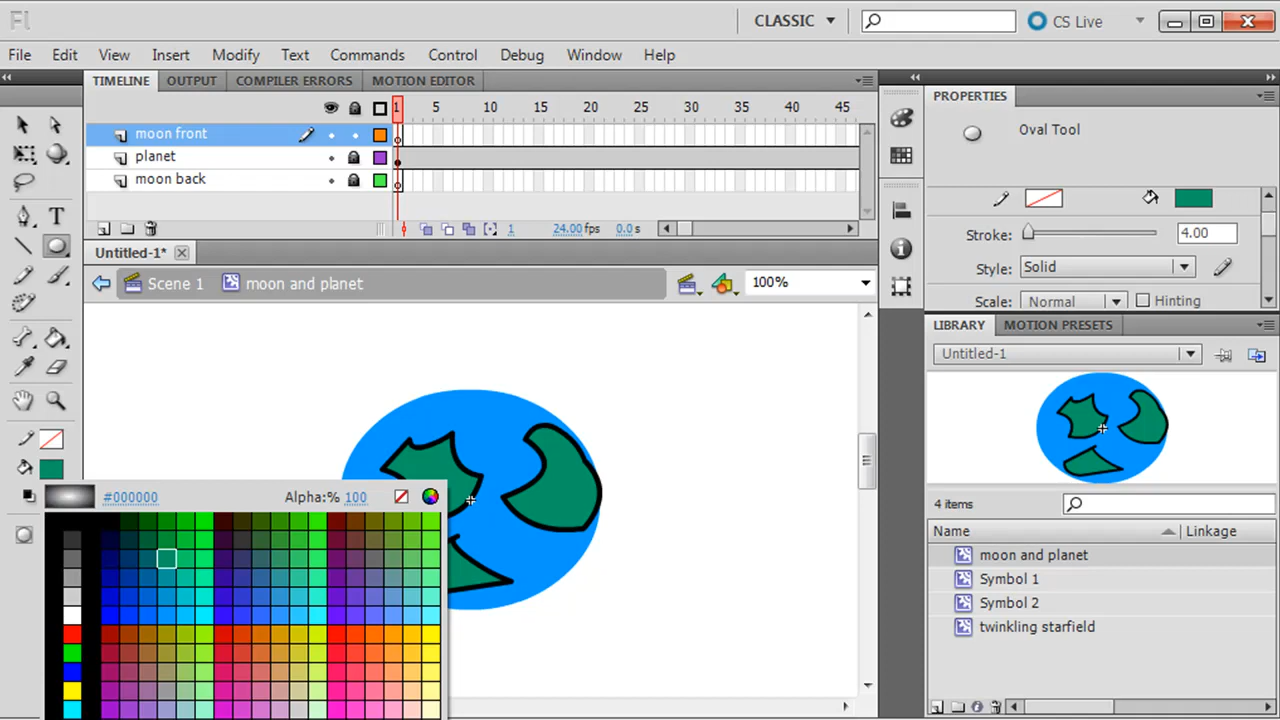 Fl
CLASSIC
CS Live
File Edit View Insert Modify Text Commands Control Debug Window Help
TIMELINE OUTPUT COMPILER ERRORS MOTION EDITOR
1 5 10 15 20 25 30 35 40 45
moon front
planet
moon back
1 24.00fps 0.0s
Untitled-1*
Scene 1 moon and planet 100%
#000000 Alpha:% 100
PROPERTIES
Oval Tool
Stroke: 4.00
Style: Solid
Scale: Normal Hinting
LIBRARY MOTION PRESETS
Untitled-1
4 items
Name Linkage
moon and planet
Symbol 1
Symbol 2
twinkling starfield